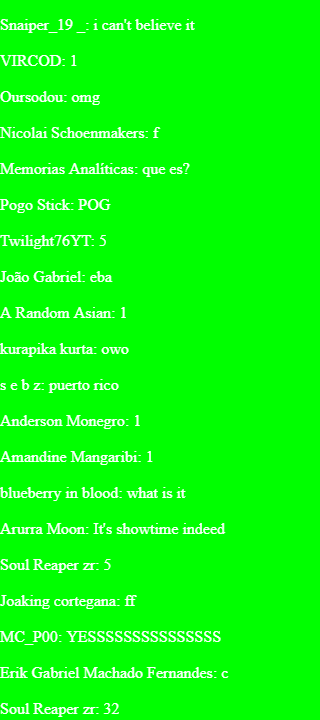 Snaiper_19 _: i can't believe it
VIRCOD: 1
Oursodou: omg
Nicolai Schoenmakers: f
Memorias Analíticas: que es?
Pogo Stick: POG
Twilight76YT: 5
João Gabriel: eba
A Random Asian: 1
kurapika kurta: owo
s e b z: puerto rico
Anderson Monegro: 1
Amandine Mangaribi: 1
blueberry in blood: what is it
Arurra Moon: It's showtime indeed
Soul Reaper zr: 5
Joaking cortegana: ff
MC_P00: YESSSSSSSSSSSSSSS
Erik Gabriel Machado Fernandes: c
Soul Reaper zr: 32